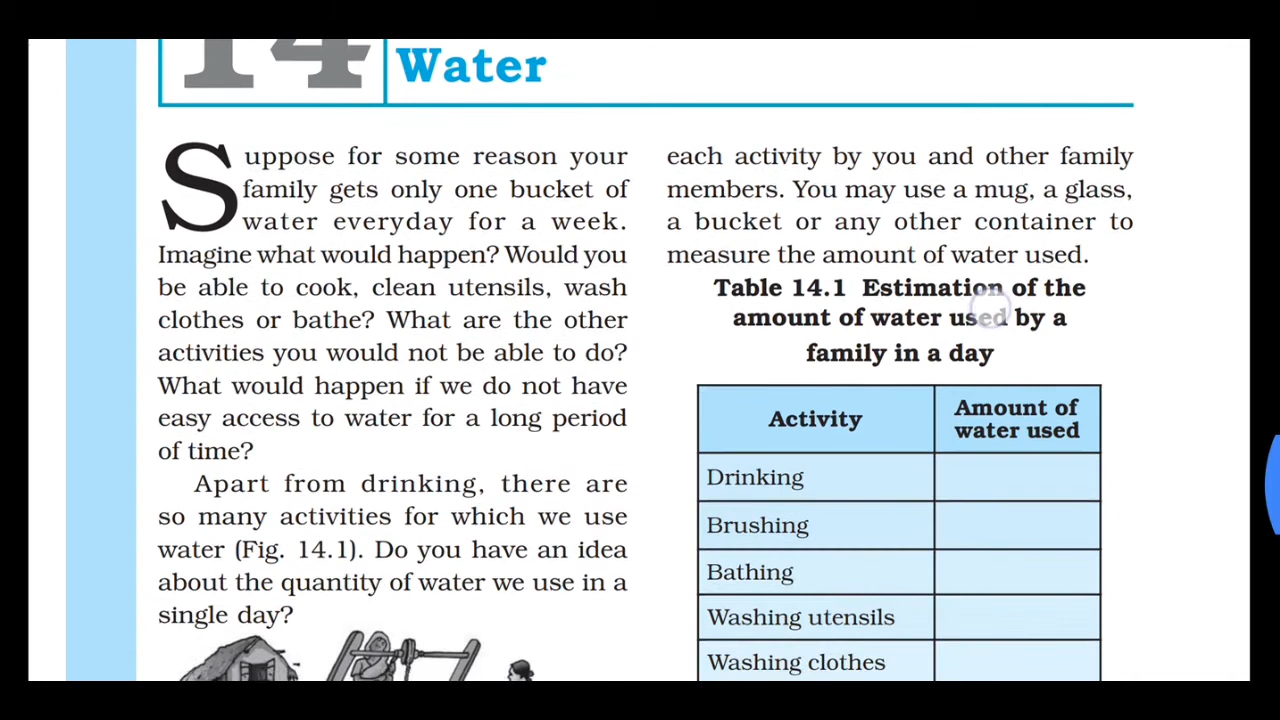 14
Water
Suppose for some reason your
family gets only one bucket of
water everyday for a week.
Imagine what would happen? Would you
be able to cook, clean utensils, wash
clothes or bathe? What are the other
activities you would not be able to do?
What would happen if we do not have
easy access to water for a long period
of time?
Apart from drinking, there are
so many activities for which we use
water (Fig. 14.1). Do you have an idea
about the quantity of water we use in a
single day?
each activity by you and other family
members. You may use a mug, a glass,
a bucket or any other container to
measure the amount of water used.
Table 14.1 Estimation of the
amount of water used by a
family in a day
Activity
Amount of
water used
Drinking
Brushing
Bathing
Washing utensils
Washing clothes